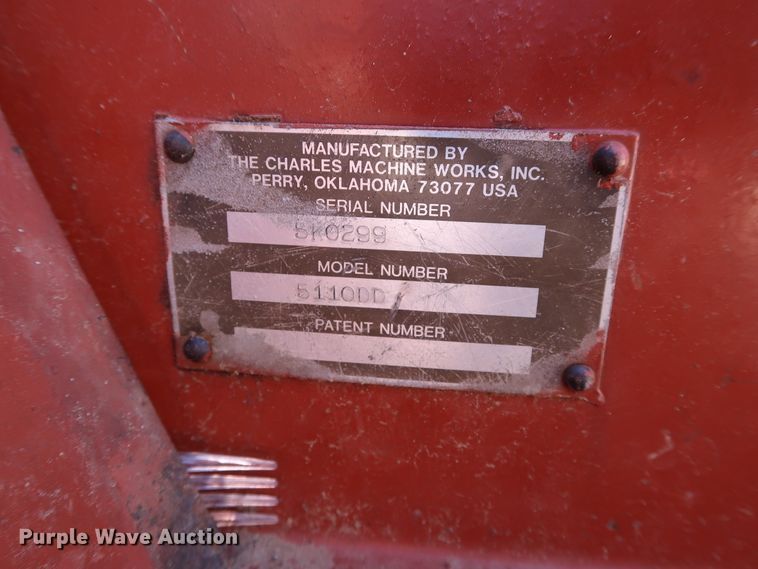 MANUFACTURED BY
THE CHARLES MACHINE WORKS, INC.
PERRY, OKLAHOMA 73077 USA
SERIAL NUMBER
5K0299
MODEL NUMBER
5110DD
PATENT NUMBER
Purple Wave Auction